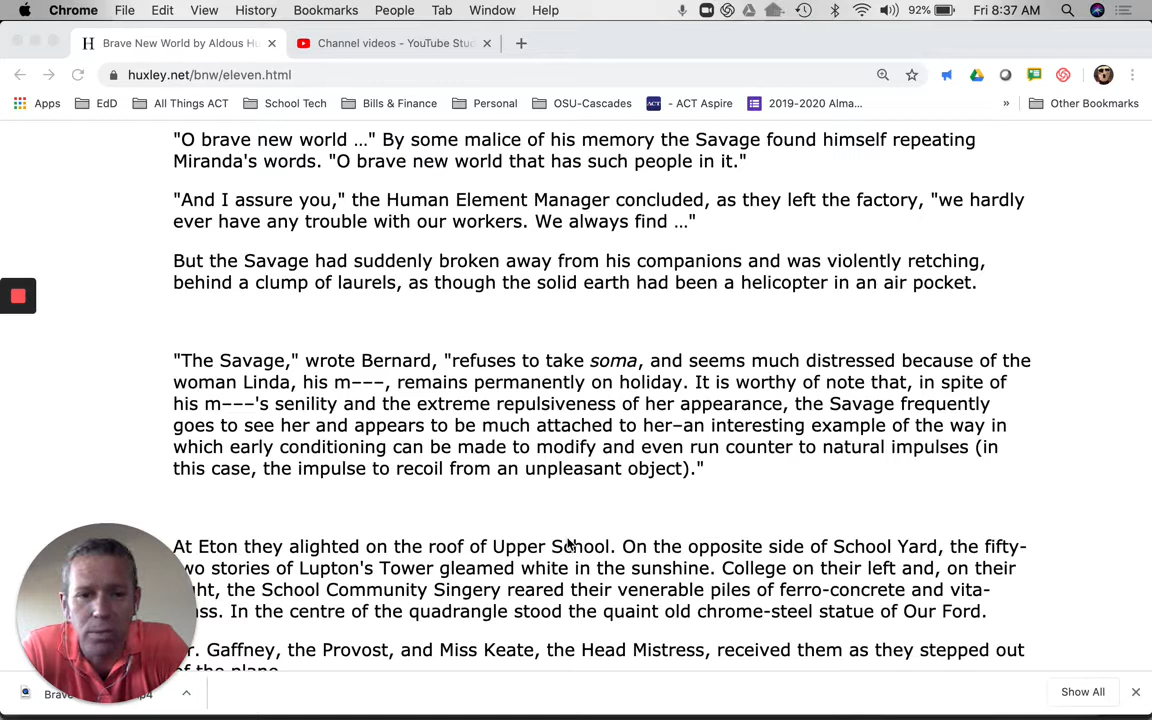 Chrome File Edit View History Bookmarks People Tab Window Help 92% Fri 8:37 AM
H Brave New World by Aldous Hu Channel videos - YouTube Stud
huxley.net/bnw/eleven.html
Apps EdD All Things ACT School Tech Bills & Finance Personal OSU-Cascades ACT - ACT Aspire 2019-2020 Alma... » Other Bookmarks
"O brave new world …" By some malice of his memory the Savage found himself repeating
Miranda's words. "O brave new world that has such people in it."
"And I assure you," the Human Element Manager concluded, as they left the factory, "we hardly
ever have any trouble with our workers. We always find …"
But the Savage had suddenly broken away from his companions and was violently retching,
behind a clump of laurels, as though the solid earth had been a helicopter in an air pocket.
"The Savage," wrote Bernard, "refuses to take soma, and seems much distressed because of the
woman Linda, his m–––, remains permanently on holiday. It is worthy of note that, in spite of
his m–––'s senility and the extreme repulsiveness of her appearance, the Savage frequently
goes to see her and appears to be much attached to her–an interesting example of the way in
which early conditioning can be made to modify and even run counter to natural impulses (in
this case, the impulse to recoil from an unpleasant object)."
At Eton they alighted on the roof of Upper School. On the opposite side of School Yard, the fifty-
wo stories of Lupton's Tower gleamed white in the sunshine. College on their left and, on their
ght, the School Community Singery reared their venerable piles of ferro-concrete and vita-
ass. In the centre of the quadrangle stood the quaint old chrome-steel statue of Our Ford.
r. Gaffney, the Provost, and Miss Keate, the Head Mistress, received them as they stepped out
of the plane.
Brave p4 Show All